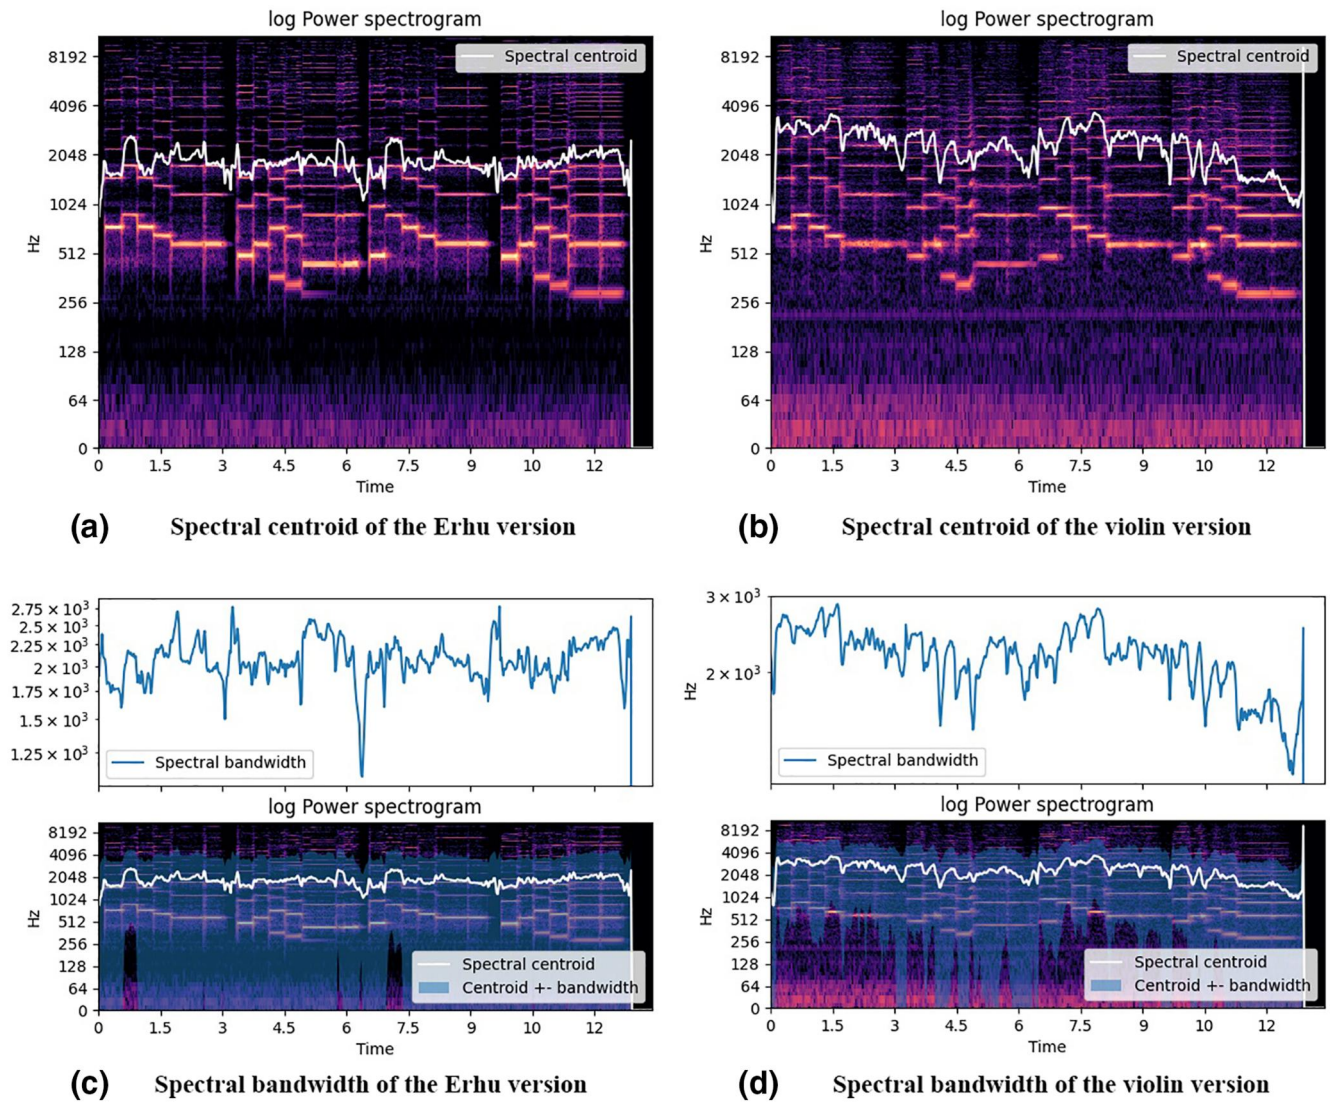 log Power spectrogram
Spectral centroid
8192
4096
2048
1024
512
256
128
64
0
Hz
0 1.5 3 4.5 6 7.5 9 10 12
Time
(a) Spectral centroid of the Erhu version
log Power spectrogram
Spectral centroid
8192
4096
2048
1024
512
256
128
64
0
Hz
0 1.5 3 4.5 6 7.5 9 10 12
Time
(b) Spectral centroid of the violin version
2.75 × 10³
2.5 × 10³
2.25 × 10³
2 × 10³
1.75 × 10³
1.5 × 10³
1.25 × 10³
Spectral bandwidth
log Power spectrogram
8192
4096
2048
1024
512
256
128
64
0
Hz
Spectral centroid
Centroid +- bandwidth
0 1.5 3 4.5 6 7.5 9 10 12
Time
(c) Spectral bandwidth of the Erhu version
3 × 10³
2 × 10³
Hz
Spectral bandwidth
log Power spectrogram
8192
4096
2048
1024
512
256
128
64
0
Hz
Spectral centroid
Centroid +- bandwidth
0 1.5 3 4.5 6 7.5 9 10 12
Time
(d) Spectral bandwidth of the violin version